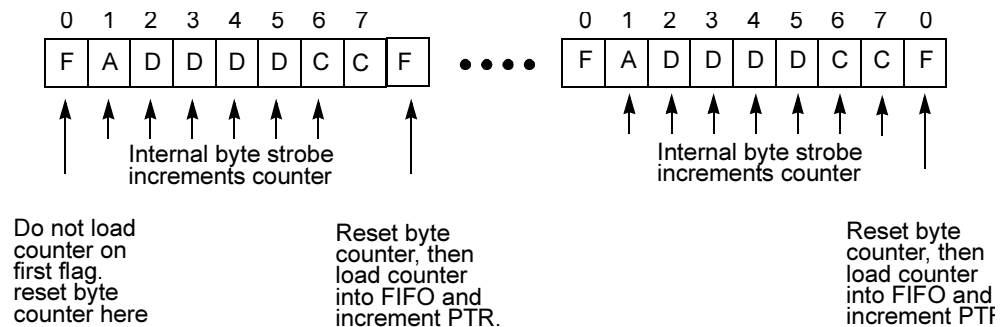 0 1 2 3 4 5 6 7 0 1 2 3 4 5 6 7 0
F A D D D D C C F F A D D D D C C F
Internal byte strobe
increments counter
Internal byte strobe
increments counter
Do not load
counter on
first flag.
reset byte
counter here
Reset byte
counter, then
load counter
into FIFO and
increment PTR.
Reset byte
counter, then
load counter
into FIFO and
increment PTR